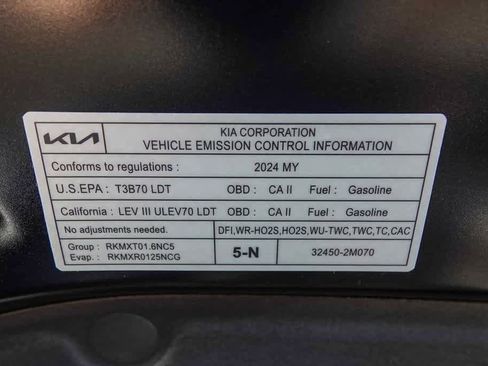 KIA
KIA CORPORATION
VEHICLE EMISSION CONTROL INFORMATION
Conforms to regulations : 2024 MY
U.S.EPA : T3B70 LDT OBD : CA II Fuel : Gasoline
California : LEV III ULEV70 LDT OBD : CA II Fuel : Gasoline
No adjustments needed. DFI,WR-HO2S,HO2S,WU-TWC,TWC,TC,CAC
Group : RKMXT01.6NC5
Evap. : RKMXR0125NCG
5-N
32450-2M070